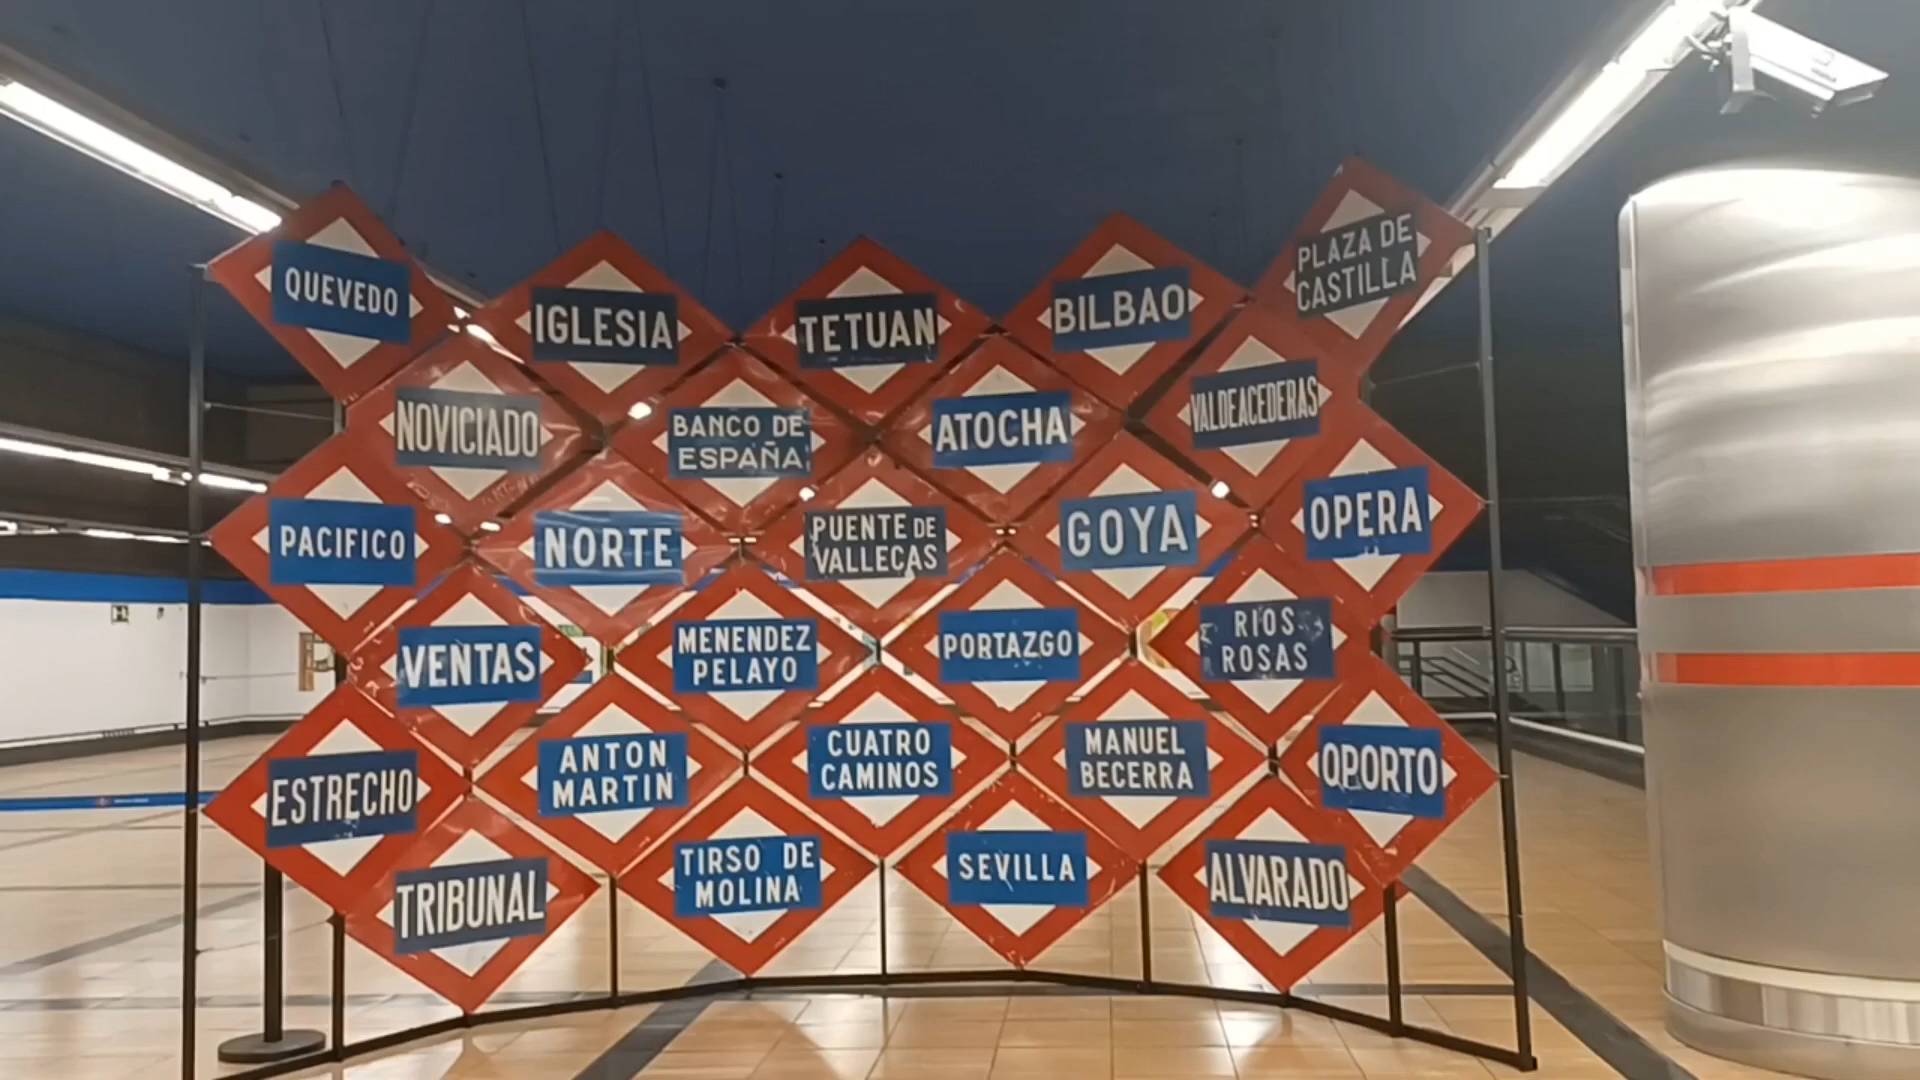 QUEVEDO
IGLESIA
TETUAN
BILBAO
PLAZA DE
CASTILLA
NOVICIADO
BANCO DE
ESPAÑA
ATOCHA
VALDEACEDERAS
PACIFICO
NORTE
PUENTE DE
VALLECAS
GOYA
OPERA
VENTAS
MENENDEZ
PELAYO
PORTAZGO
RIOS
ROSAS
ESTRECHO
ANTON
MARTIN
CUATRO
CAMINOS
MANUEL
BECERRA
OPORTO
TRIBUNAL
TIRSO DE
MOLINA
SEVILLA
ALVARADO